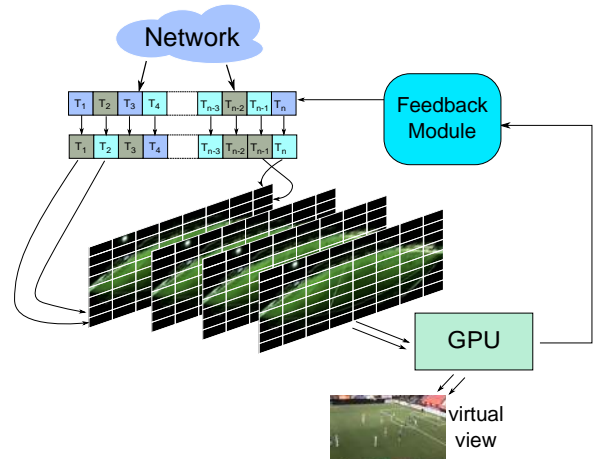 Network
T1 T2 T3 T4 Tn-3 Tn-2 Tn-1 Tn
Feedback
Module
T1 T2 T3 T4 Tn-3 Tn-2 Tn-1 Tn
GPU
virtual
view